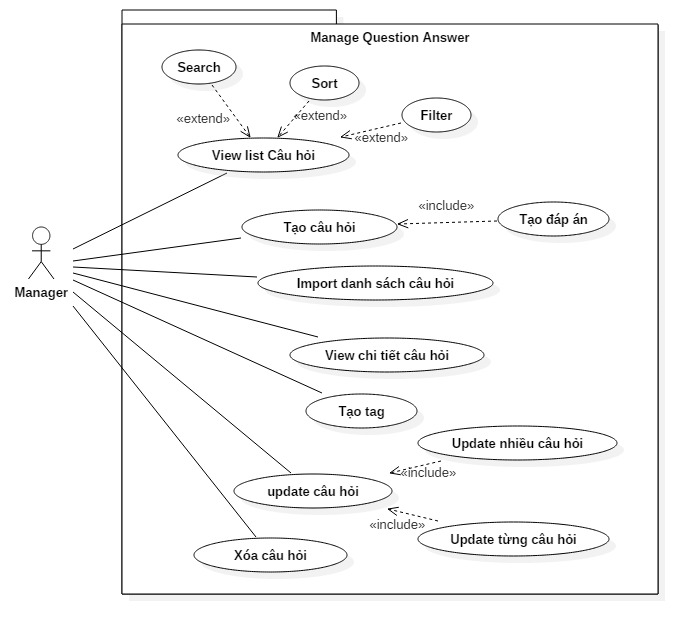 Manage Question Answer
Search
Sort
Filter
«extend»
«extend»
«extend»
View list Câu hỏi
«include»
Tạo câu hỏi
Tạo đáp án
Manager
Import danh sách câu hỏi
View chi tiết câu hỏi
Tạo tag
Update nhiều câu hỏi
«include»
update câu hỏi
«include»
Update từng câu hỏi
Xóa câu hỏi